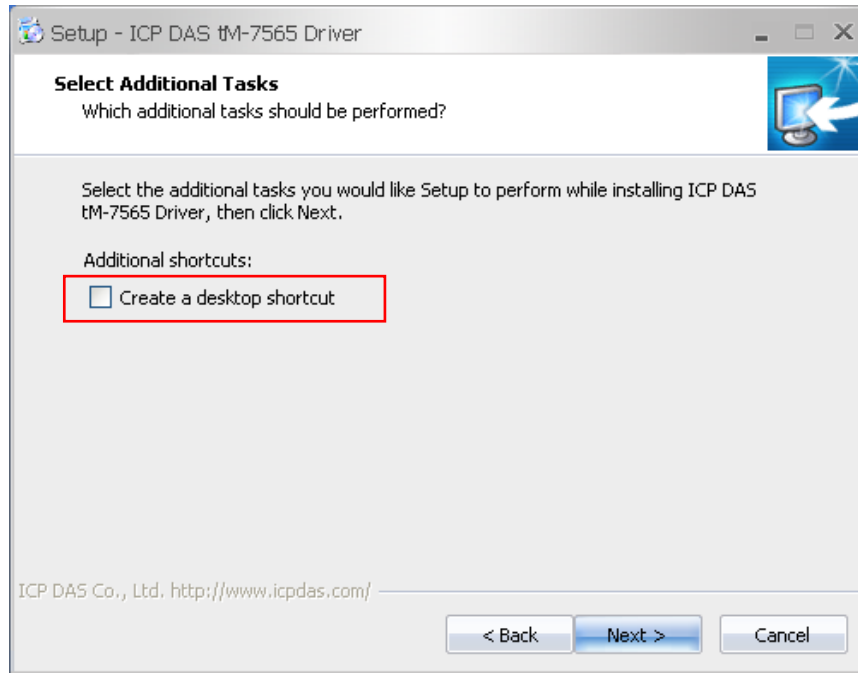 Setup - ICP DAS tM-7565 Driver
Select Additional Tasks
Which additional tasks should be performed?
Select the additional tasks you would like Setup to perform while installing ICP DAS
tM-7565 Driver, then click Next.
Additional shortcuts:
Create a desktop shortcut
ICP DAS Co., Ltd. http://www.icpdas.com/
< Back Next > Cancel